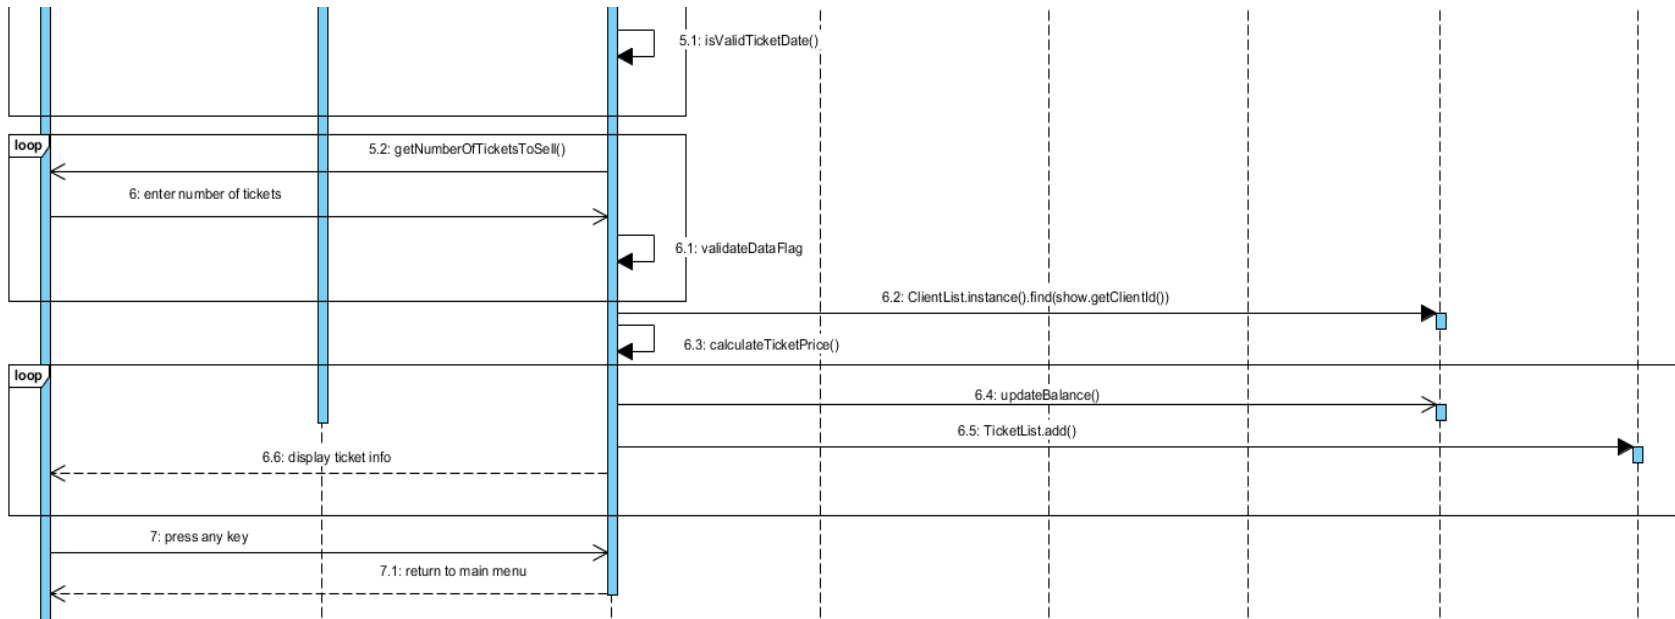 5.1: isValidTicketDate()
loop
5.2: getNumberOfTicketsToSell()
6: enter number of tickets
6.1: validateDataFlag
6.2: ClientList.instance().find(show.getClientId())
6.3: calculateTicketPrice()
loop
6.4: updateBalance()
6.5: TicketList.add()
6.6: display ticket info
7: press any key
7.1: return to main menu